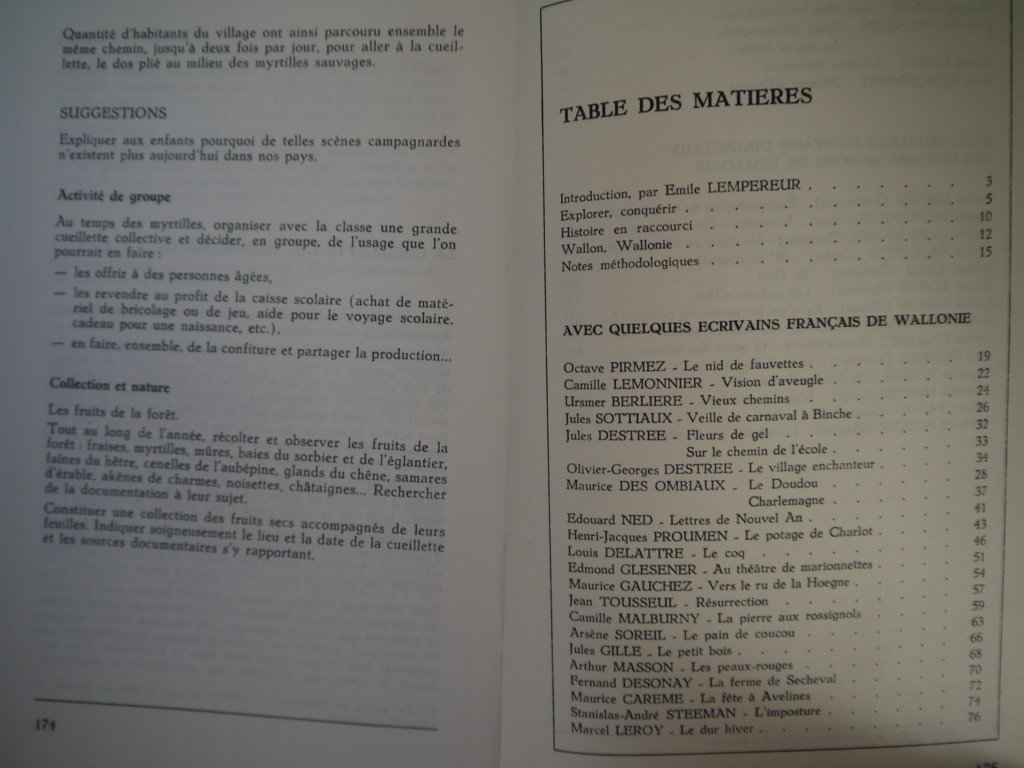 Quantité d'habitants du village ont ainsi parcouru ensemble le
même chemin, jusqu'à deux fois par jour, pour aller à la cueil-
lette, le dos plié au milieu des myrtilles sauvages.
SUGGESTIONS
Expliquer aux enfants pourquoi de telles scènes campagnardes
n'existent plus aujourd'hui dans nos pays.
Activité de groupe
Au temps des myrtilles, organiser avec la classe une grande
cueillette collective et décider, en groupe, de l'usage que l'on
pourrait en faire :
— les offrir à des personnes âgées,
— les revendre au profit de la caisse scolaire (achat de maté-
riel de bricolage ou de jeu, aide pour le voyage scolaire,
cadeau pour une naissance, etc.),
— en faire, ensemble, de la confiture et partager la production...
Collection et nature
Les fruits de la forêt.
Tout au long de l'année, récolter et observer les fruits de la
forêt : fraises, myrtilles, mûres, baies du sorbier et de l'églantier,
faînes du hêtre, cenelles de l'aubépine, glands du chêne, samares
d'érable, akènes de charmes, noisettes, châtaignes... Rechercher
de la documentation à leur sujet.
Constituer une collection des fruits secs accompagnés de leurs
feuilles. Indiquer soigneusement le lieu et la date de la cueillette
et les sources documentaires s'y rapportant.
174
TABLE DES MATIERES
Introduction, par Emile LEMPEREUR . . . . . . . 3
Explorer, conquérir . . . . . . . . . . . . 5
Histoire en raccourci . . . . . . . . . . . 10
Wallon, Wallonie . . . . . . . . . . . . 12
Notes méthodologiques . . . . . . . . . . . 15
AVEC QUELQUES ECRIVAINS FRANÇAIS DE WALLONIE
Octave PIRMEZ - Le nid de fauvettes . . . . . . . 19
Camille LEMONNIER - Vision d'aveugle . . . . . . 22
Ursmer BERLIERE - Vieux chemins . . . . . . . 24
Jules SOTTIAUX - Veille de carnaval à Binche . . . . . 26
Jules DESTREE - Fleurs de gel . . . . . . . . 32
Sur le chemin de l'école . . . . . . 33
Olivier-Georges DESTREE - Le village enchanteur . . . . 34
Maurice DES OMBIAUX - Le Doudou . . . . . . 28
Charlemagne . . . . . . 37
Edouard NED - Lettres de Nouvel An . . . . . . . 41
Henri-Jacques PROUMEN - Le potage de Charlot . . . . 43
Louis DELATTRE - Le coq . . . . . . . . . 46
Edmond GLESENER - Au théâtre de marionnettes . . . . 51
Maurice GAUCHEZ - Vers le ru de la Hoegne . . . . . 54
Jean TOUSSEUL - Résurrection . . . . . . . . 57
Camille MALBURNY - La pierre aux rossignols . . . . 59
Arsène SOREIL - Le pain de coucou . . . . . . . 63
Jules GILLE - Le petit bois . . . . . . . . . 66
Arthur MASSON - Les peaux-rouges . . . . . . . 68
Fernand DESONAY - La ferme de Secheval . . . . . 70
Maurice CAREME - La fête à Avelines . . . . . . 72
Stanislas-André STEEMAN - L'imposture . . . . . . 74
Marcel LEROY - Le dur hiver . . . . . . . . 76